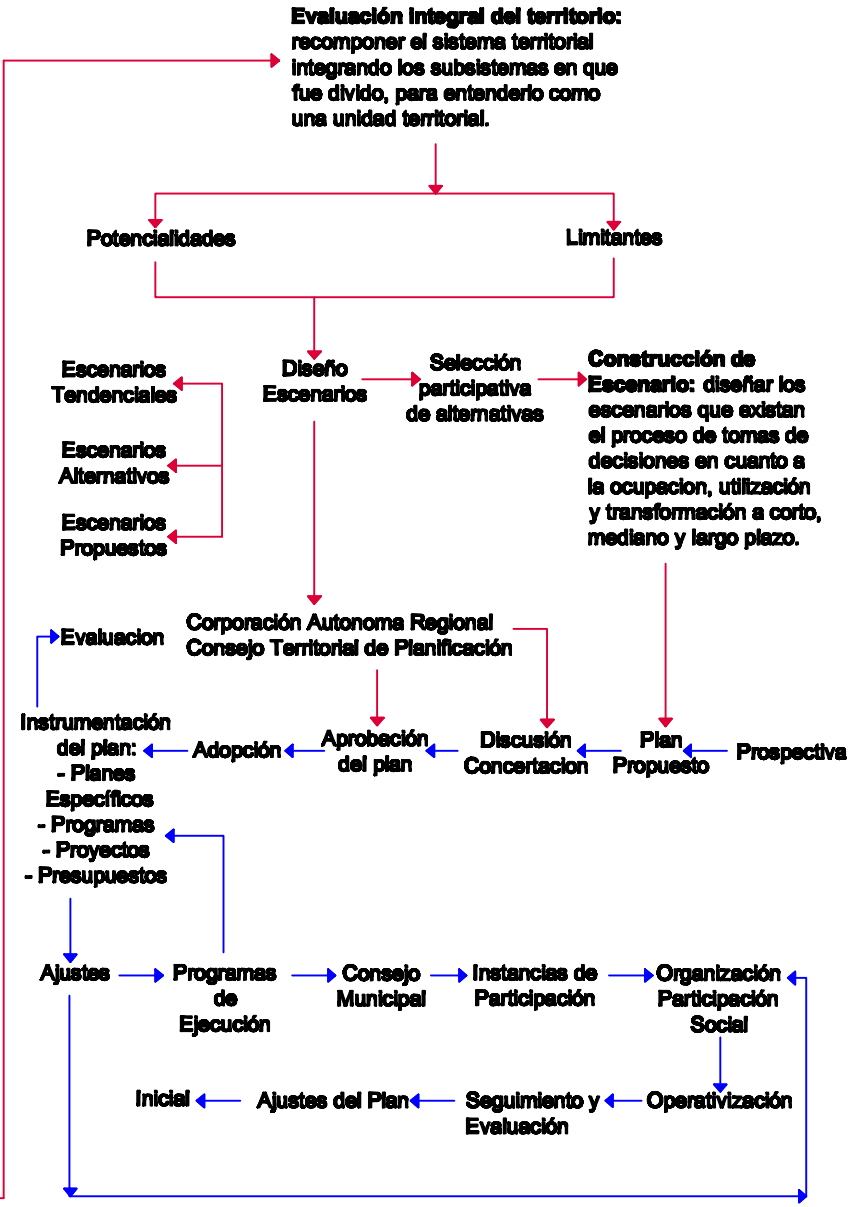 Evaluación integral del territorio:
recomponer el sistema territorial
integrando los subsistemas en que
fue divido, para entenderlo como
una unidad territorial.
Potencialidades
Limitantes
Escenarios
Tendenciales
Escenarios
Alternativos
Escenarios
Propuestos
Diseño
Escenarios
Selección
participativa
de alternativas
Construcción de
Escenario: diseñar los
escenarios que existan
el proceso de tomas de
decisiones en cuanto a
la ocupacion, utilización
y transformación a corto,
mediano y largo plazo.
Corporación Autonoma Regional
Consejo Territorial de Planificación
Evaluacion
Instrumentación
del plan:
- Planes
Específicos
- Programas
- Proyectos
- Presupuestos
Adopción
Aprobación
del plan
Discusión
Concertacion
Plan
Propuesto
Prospectiva
Ajustes
Programas
de
Ejecución
Consejo
Municipal
Instancias de
Participación
Organización
Participación
Social
Inicial
Ajustes del Plan
Seguimiento y
Evaluación
Operativización